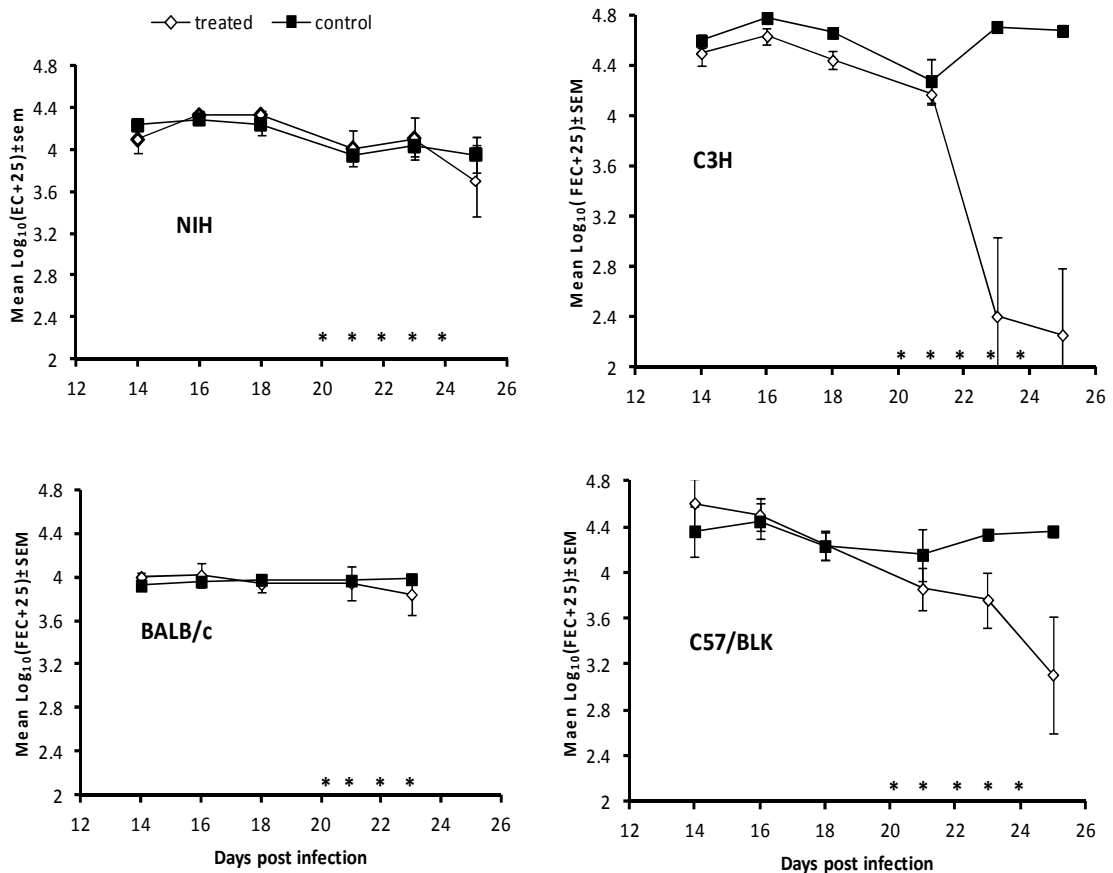 treated control
Mean Log10(EC+25)±sem
4.8
4.4
4
3.6
3.2
2.8
2.4
2
NIH
* * * * *
12 14 16 18 20 22 24 26
Mean Log10( FEC+25)±SEM
4.8
4.4
4.8
3.6
3.2
2.8
2.4
2
C3H
* * * * *
12 14 16 18 20 22 24 26
Mean Log10(FEC+25)±SEM
4.8
4.4
4
3.6
3.2
2.8
2.4
2
BALB/c
* * * *
12 14 16 18 20 22 24 26
Days post infection
Maen Log10(FEC+25)±SEM
4.8
4.4
4
3.6
3.2
2.8
2.4
2
C57/BLK
* * * * *
12 14 16 18 20 22 24 26
Days post infection